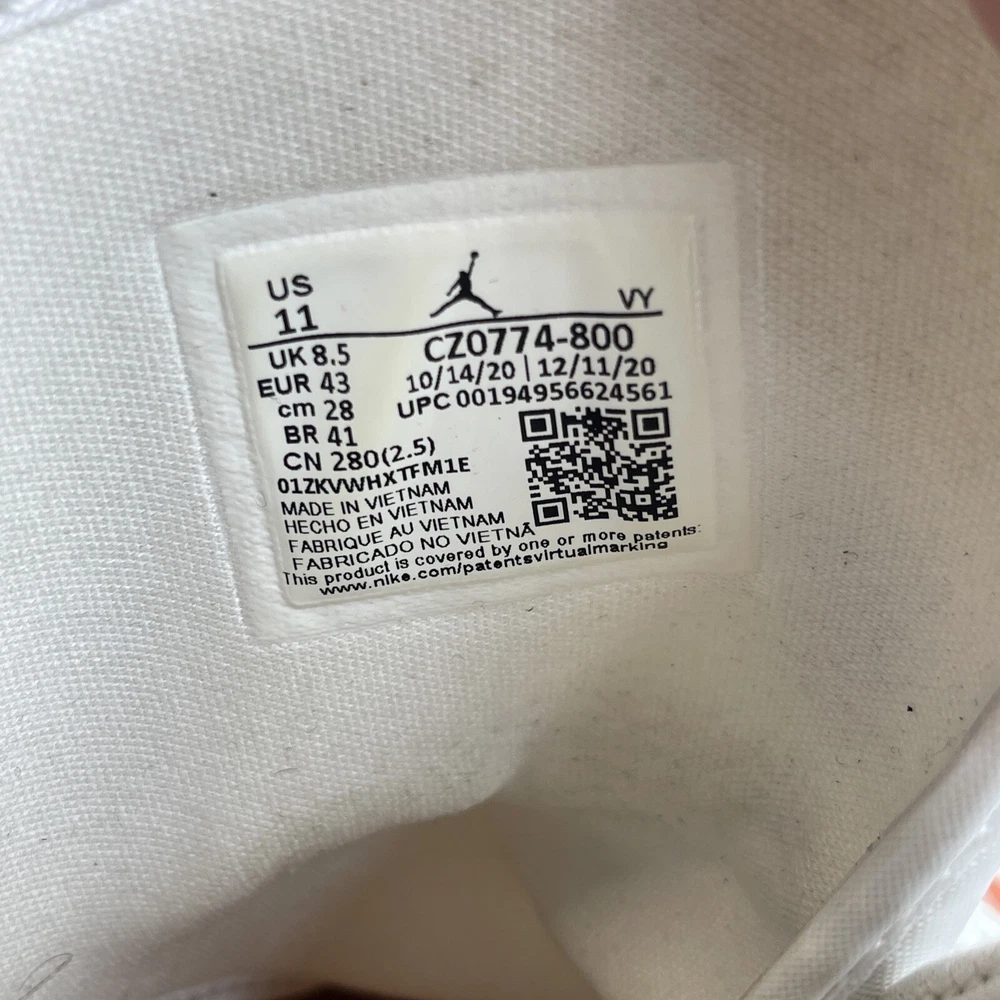 US
11
VY
UK 8.5
CZ0774-800
EUR 43
10/14/20 | 12/11/20
cm 28
UPC 00194956624561
BR 41
CN 280(2.5)
01ZKVWHXTFM1E
MADE IN VIETNAM
HECHO EN VIETNAM
FABRIQUE AU VIETNAM
FABRICADO NO VIETNÃ
This product is covered by one or more patents:
www.nike.com/patentsvirtualmarking